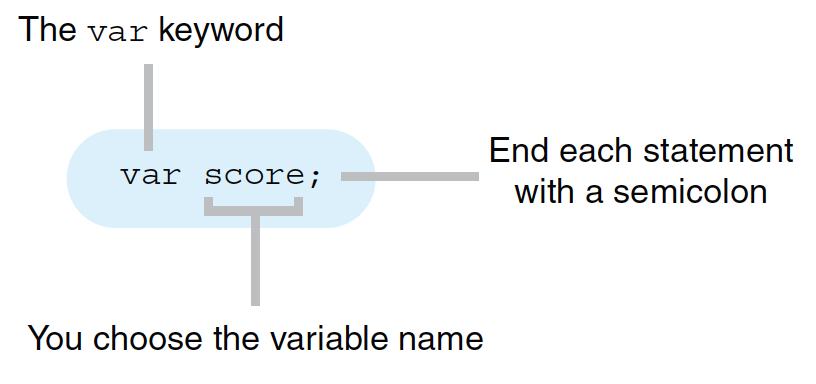 The var keyword
var score;
End each statement
with a semicolon
You choose the variable name